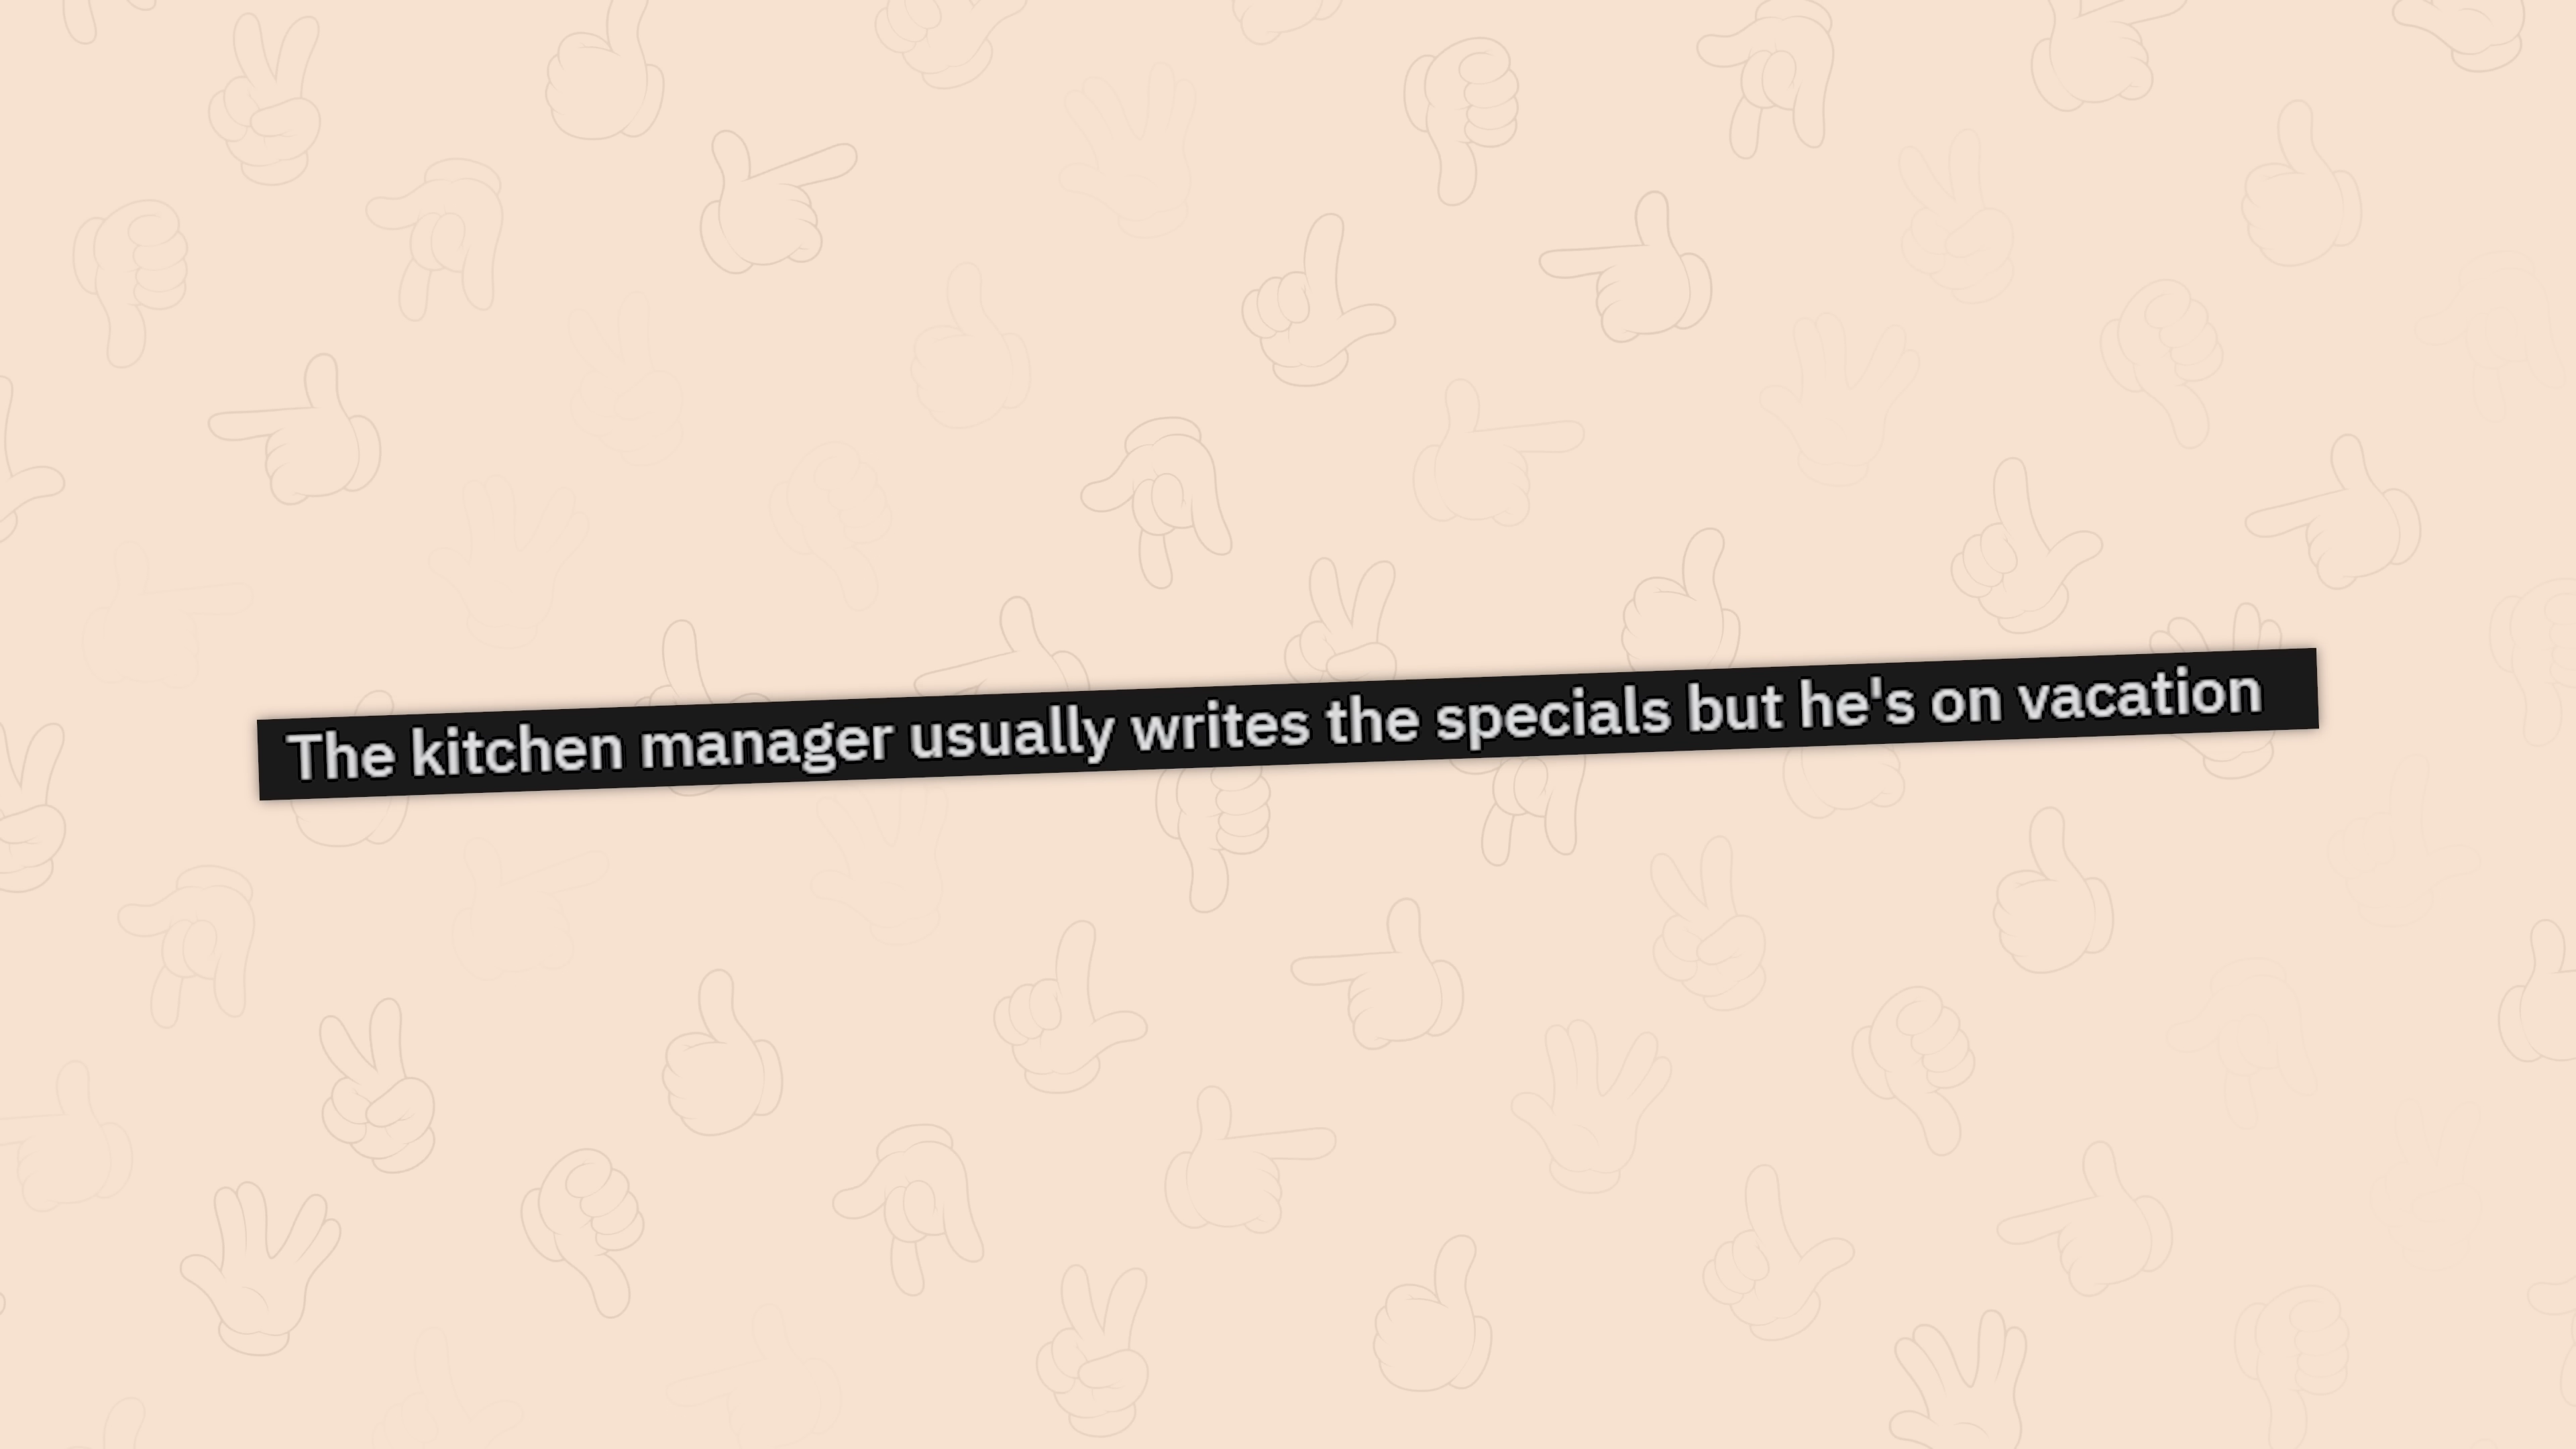 The kitchen manager usually writes the specials but he's on vacation